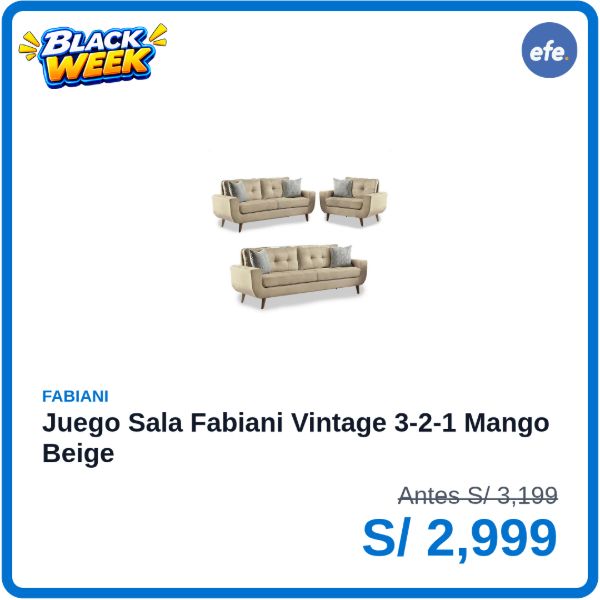 BLACK
WEEK
efe.
FABIANI
Juego Sala Fabiani Vintage 3-2-1 Mango
Beige
Antes S/ 3,199
S/ 2,999